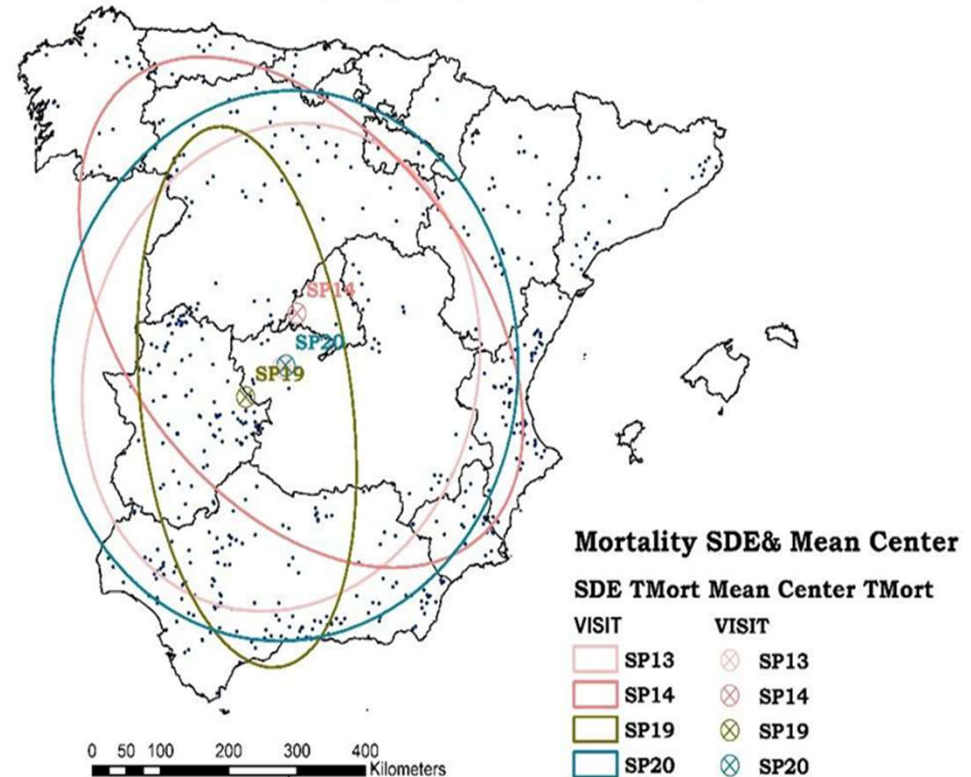 SP14
SP20
SP19
Mortality SDE& Mean Center
SDE TMort Mean Center TMort
VISIT VISIT
SP13 SP13
SP14 SP14
SP19 SP19
SP20 SP20
0 50 100 200 300 400
Kilometers